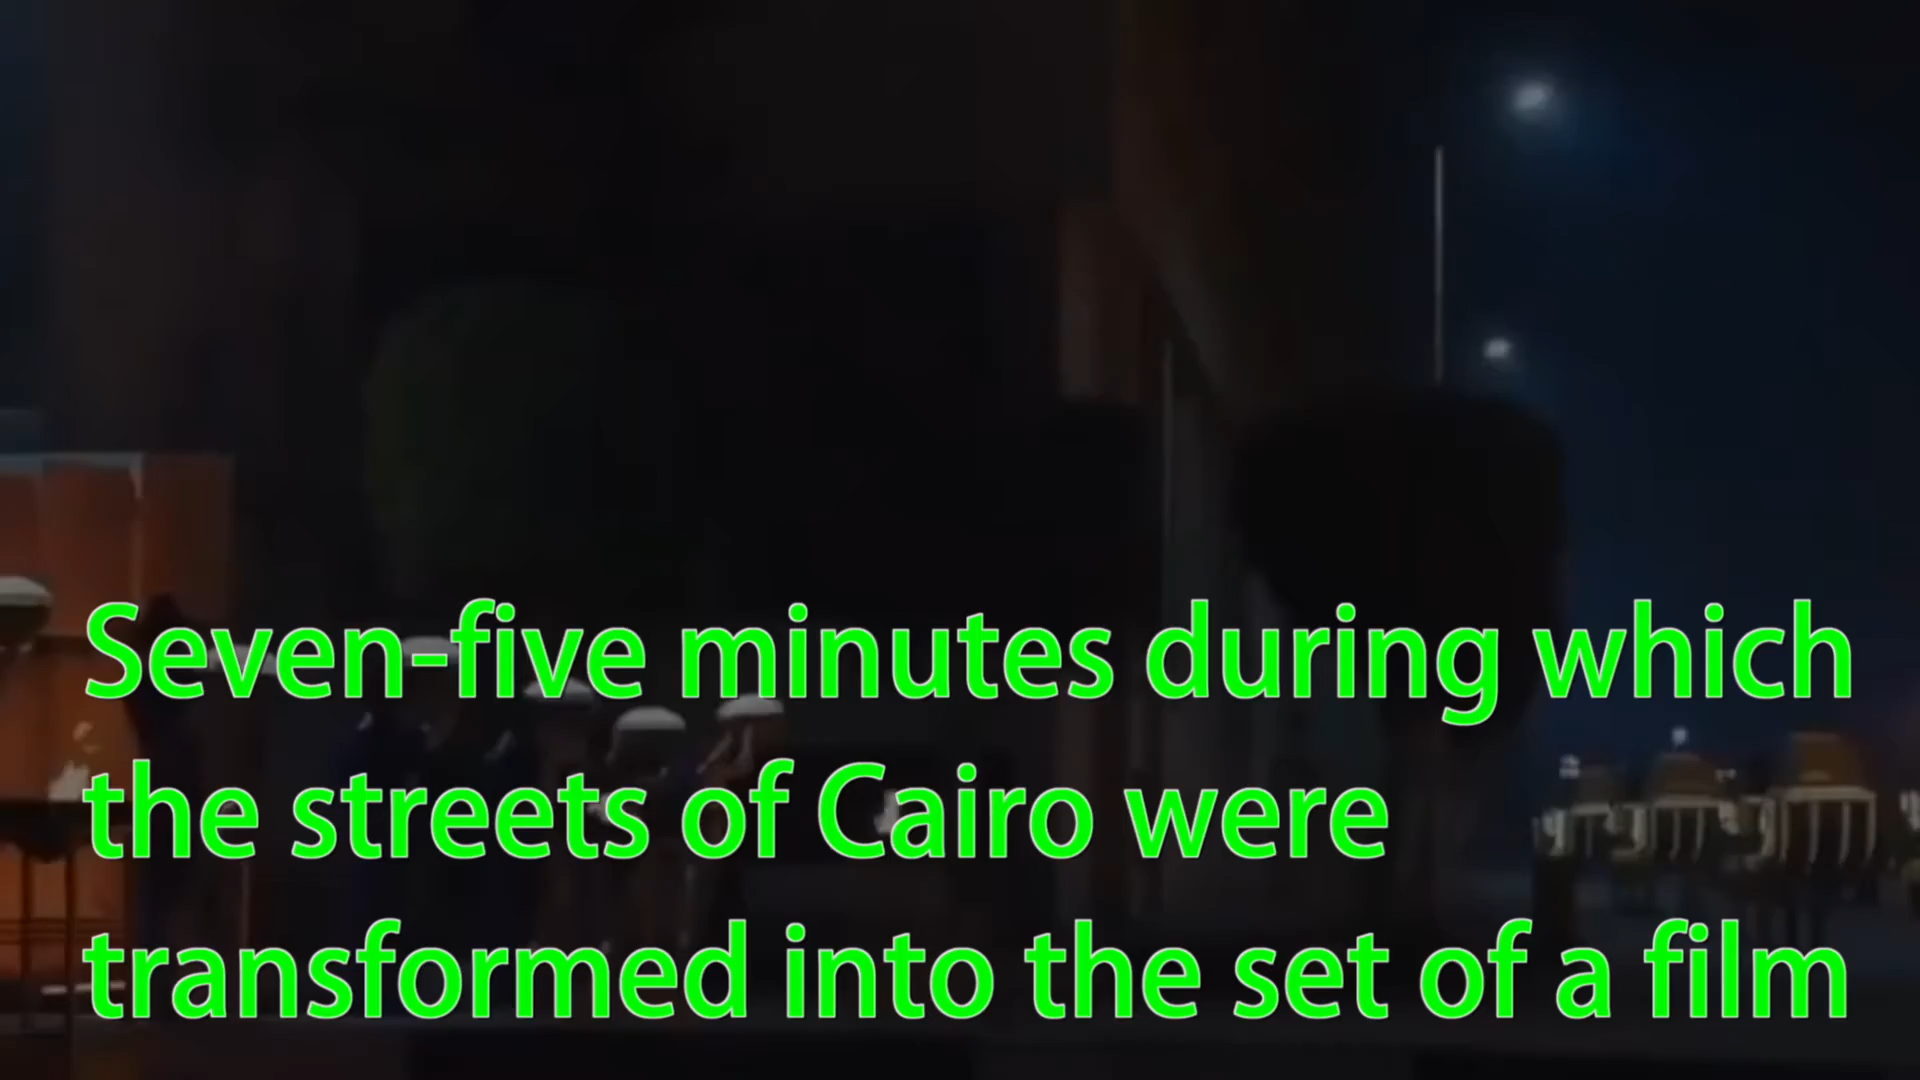 Seven-five minutes during which
the streets of Cairo were
transformed into the set of a film